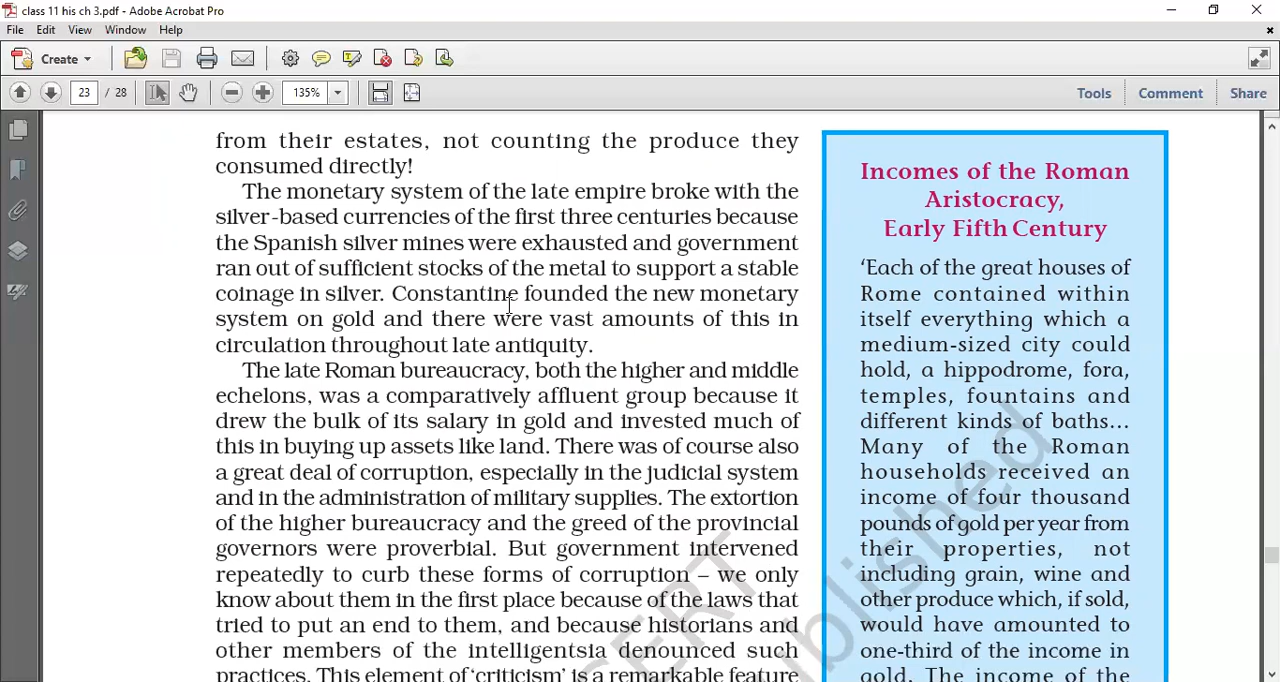 class 11 his ch 3.pdf - Adobe Acrobat Pro
File Edit View Window Help
Create
23 / 28 135% Tools Comment Share
from their estates, not counting the produce they
consumed directly!
The monetary system of the late empire broke with the
silver-based currencies of the first three centuries because
the Spanish silver mines were exhausted and government
ran out of sufficient stocks of the metal to support a stable
coinage in silver. Constantine founded the new monetary
system on gold and there were vast amounts of this in
circulation throughout late antiquity.
The late Roman bureaucracy, both the higher and middle
echelons, was a comparatively affluent group because it
drew the bulk of its salary in gold and invested much of
this in buying up assets like land. There was of course also
a great deal of corruption, especially in the judicial system
and in the administration of military supplies. The extortion
of the higher bureaucracy and the greed of the provincial
governors were proverbial. But government intervened
repeatedly to curb these forms of corruption – we only
know about them in the first place because of the laws that
tried to put an end to them, and because historians and
other members of the intelligentsia denounced such
practices. This element of ‘criticism’ is a remarkable feature
Incomes of the Roman
Aristocracy,
Early Fifth Century
‘Each of the great houses of
Rome contained within
itself everything which a
medium-sized city could
hold, a hippodrome, fora,
temples, fountains and
different kinds of baths…
Many of the Roman
households received an
income of four thousand
pounds of gold per year from
their properties, not
including grain, wine and
other produce which, if sold,
would have amounted to
one-third of the income in
gold. The income of the